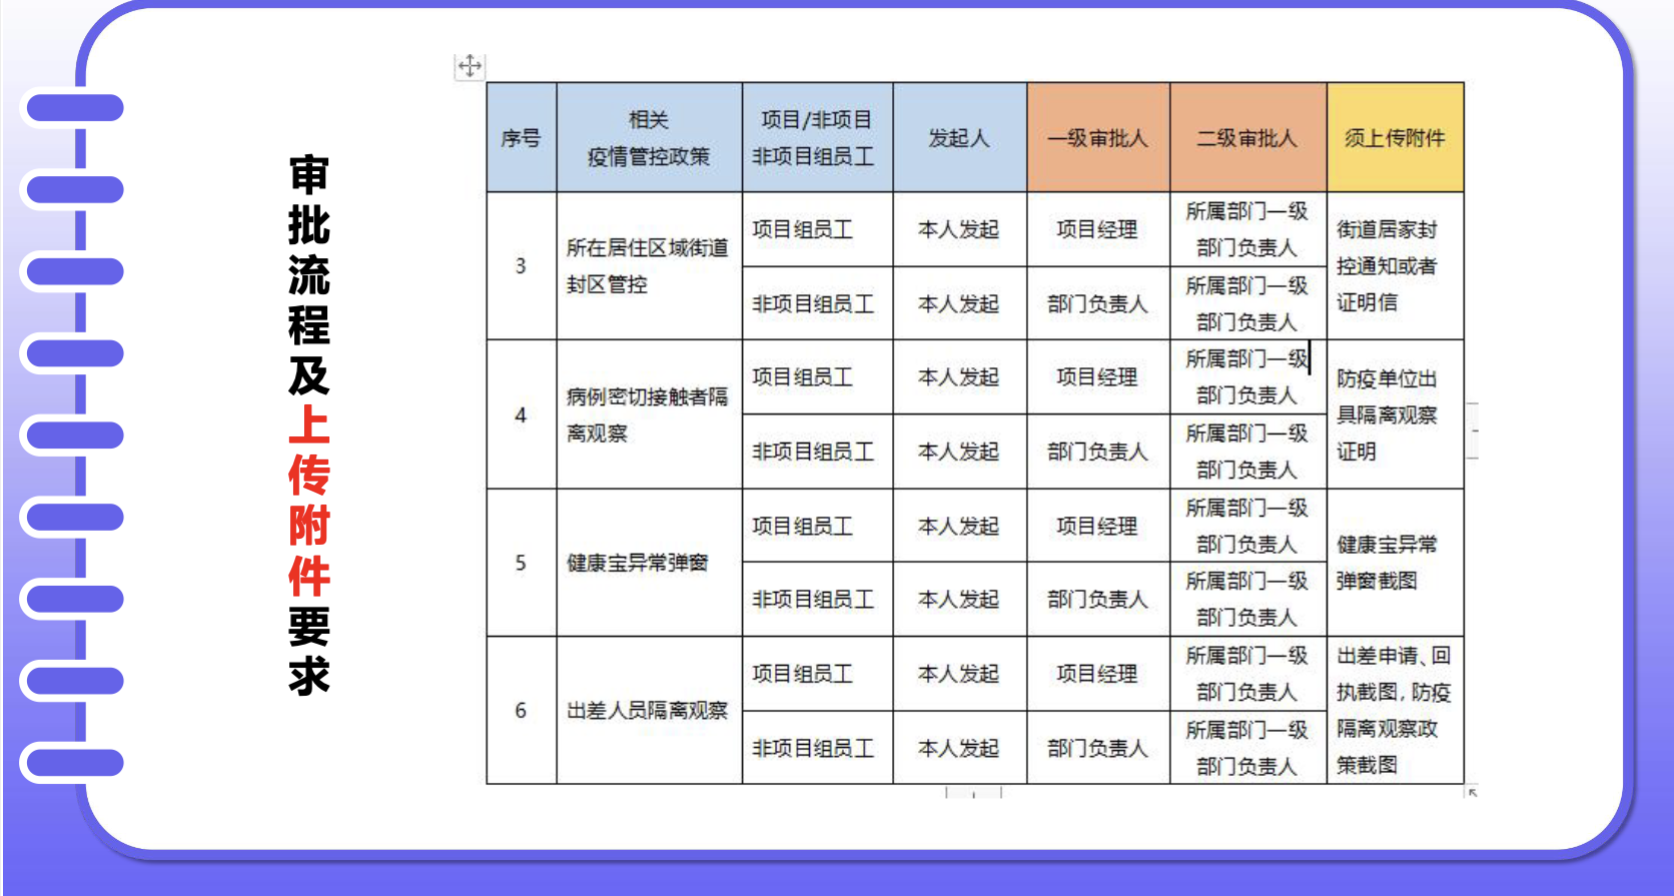 审批流程及上传附件要求
序号
相关
疫情管控政策
项目/非项目
非项目组员工
发起人
一级审批人
二级审批人
须上传附件
3
所在居住区域街道
封区管控
项目组员工
本人发起
项目经理
所属部门一级
部门负责人
街道居家封
控通知或者
证明信
非项目组员工
本人发起
部门负责人
所属部门一级
部门负责人
4
病例密切接触者隔
离观察
项目组员工
本人发起
项目经理
所属部门一级
部门负责人
防疫单位出
具隔离观察
证明
非项目组员工
本人发起
部门负责人
所属部门一级
部门负责人
5
健康宝异常弹窗
项目组员工
本人发起
项目经理
所属部门一级
部门负责人
健康宝异常
弹窗截图
非项目组员工
本人发起
部门负责人
所属部门一级
部门负责人
6
出差人员隔离观察
项目组员工
本人发起
项目经理
所属部门一级
部门负责人
出差申请、回
执截图,防疫
隔离观察政
策截图
非项目组员工
本人发起
部门负责人
所属部门一级
部门负责人